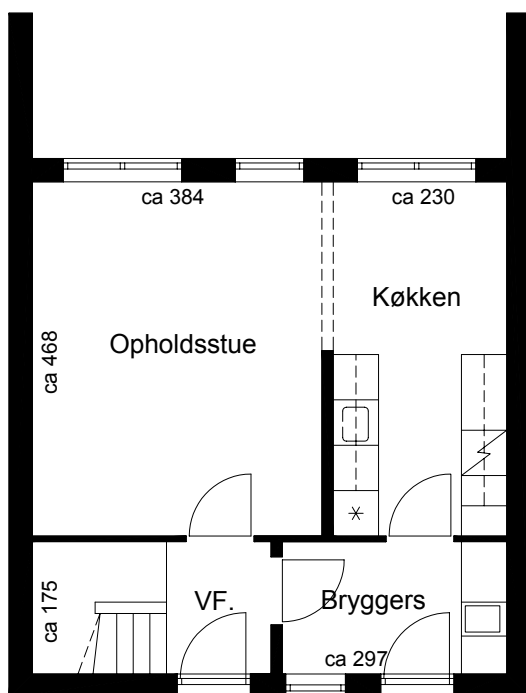 ca 384
ca 230
Køkken
Opholdsstue
ca 468
ca 175
VF.
Bryggers
ca 297